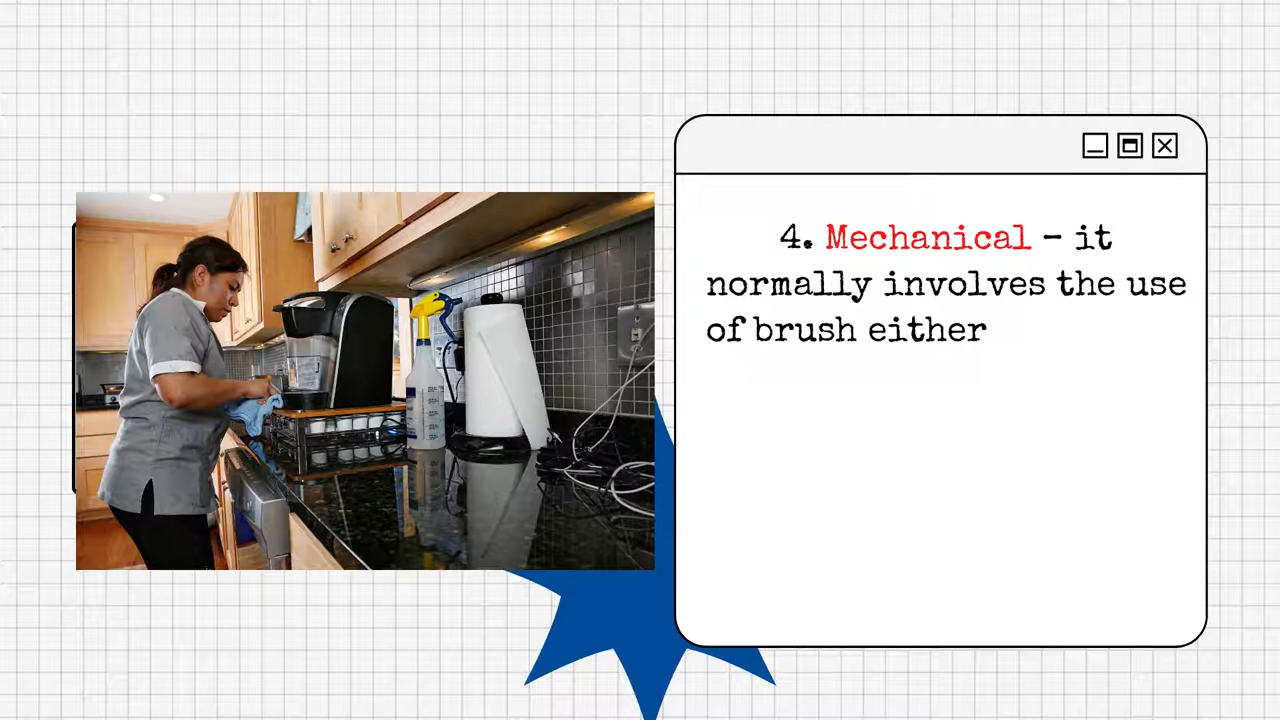 4. Mechanical – it
normally involves the use
of brush either